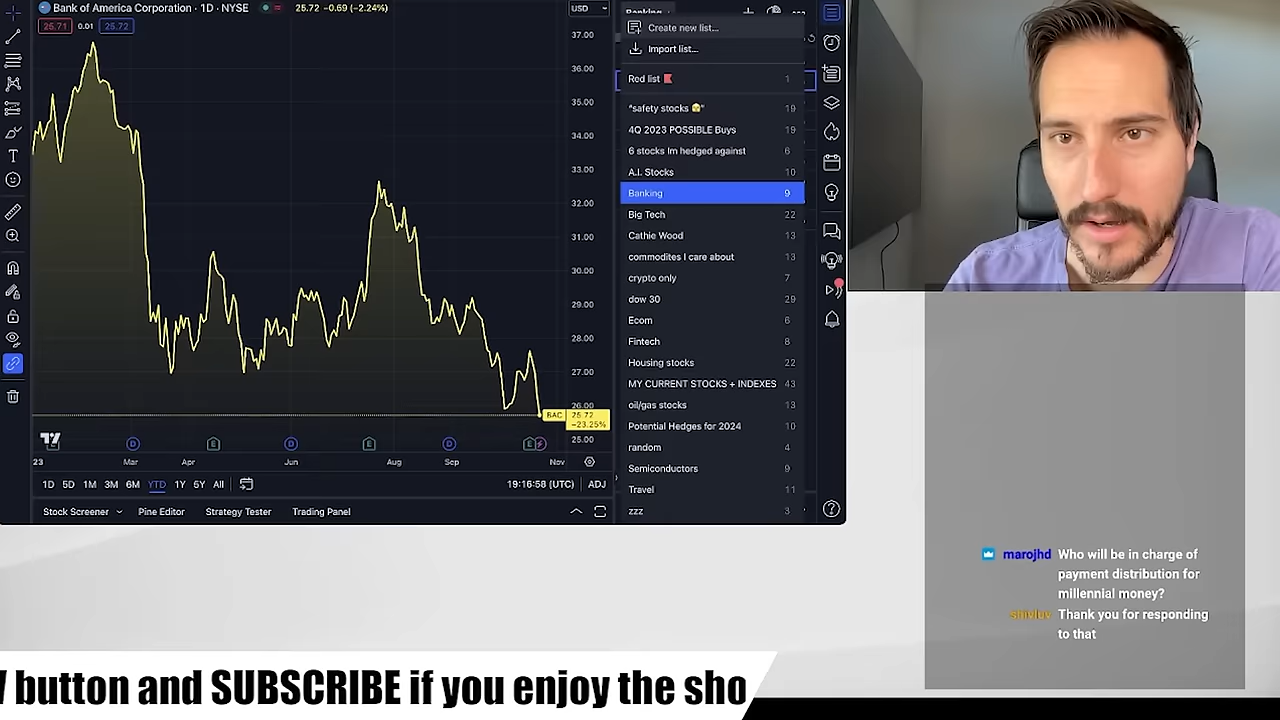 Bank of America Corporation · 1D · NYSE
25.72 -0.69 (-2.24%)
USD
25.71 0.01 25.72
37.00
36.00
35.00
34.00
33.00
32.00
31.00
30.00
29.00
28.00
27.00
26.00
BAC 25.72
-23.25%
25.00
23 Mar Apr Jun Aug Sep Nov
D E D E D E
1D 5D 1M 3M 6M YTD 1Y 5Y All
19:16:58 (UTC) ADJ
Stock Screener Pine Editor Strategy Tester Trading Panel
Banking
Create new list...
Import list...
Red list 1
"safety stocks 😬" 19
4Q 2023 POSSIBLE Buys 19
6 stocks Im hedged against 6
A.I. Stocks 10
Banking 9
Big Tech 22
Cathie Wood 13
commodites I care about 13
crypto only 7
dow 30 29
Ecom 6
Fintech 8
Housing stocks 22
MY CURRENT STOCKS + INDEXES 43
oil/gas stocks 13
Potential Hedges for 2024 10
random 4
Semiconductors 9
Travel 11
zzz 3
marojhd Who will be in charge of
payment distribution for
millennial money?
Thank you for responding
to that
button and SUBSCRIBE if you enjoy the sho